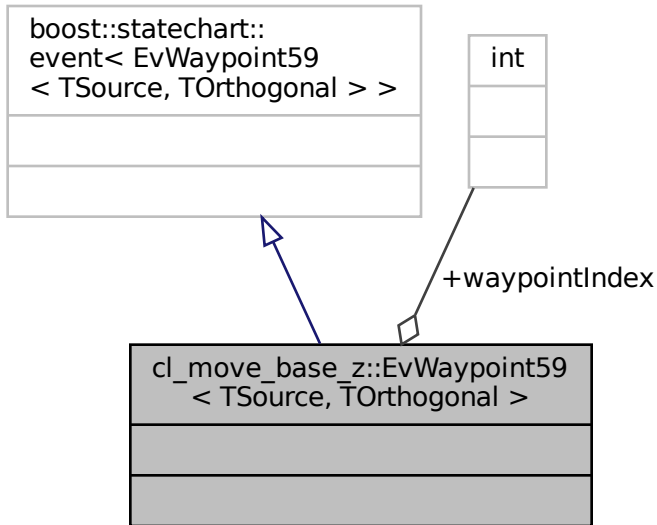 boost::statechart::
event< EvWaypoint59
< TSource, TOrthogonal > >
int
+waypointIndex
cl_move_base_z::EvWaypoint59
< TSource, TOrthogonal >